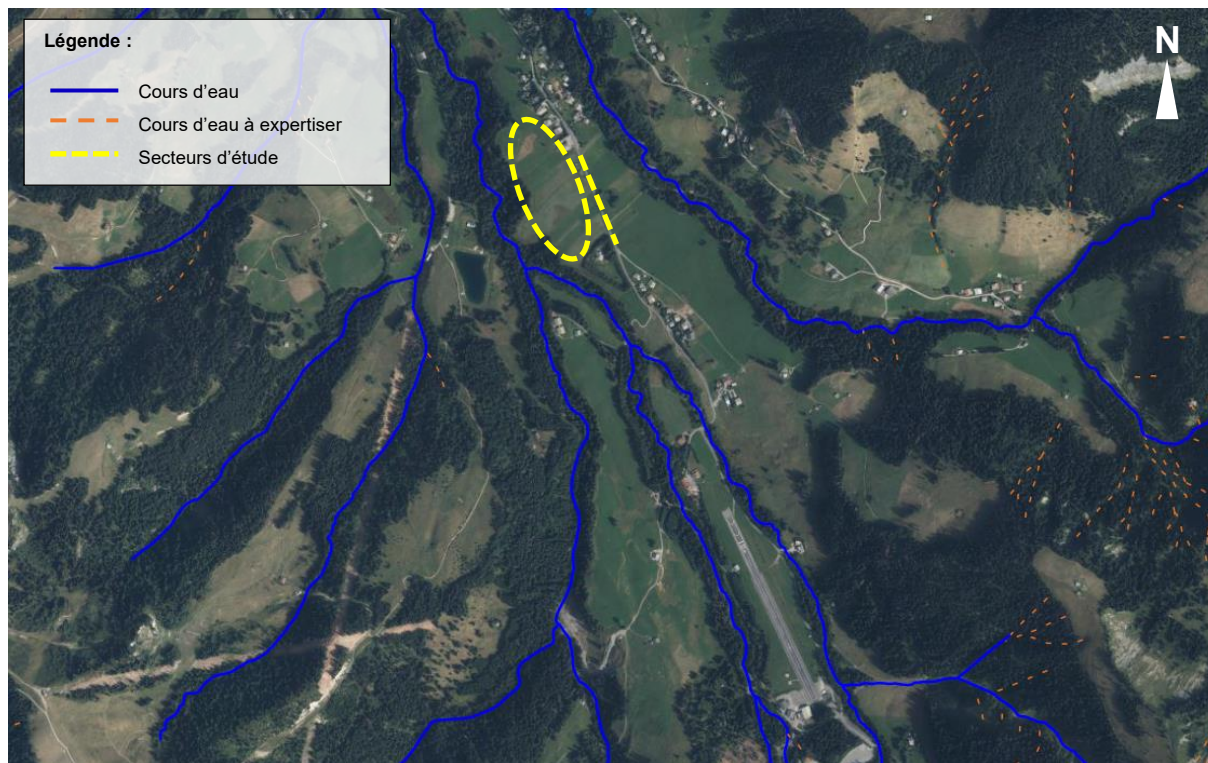 Légende :
Cours d'eau
Cours d'eau à expertiser
Secteurs d'étude
N